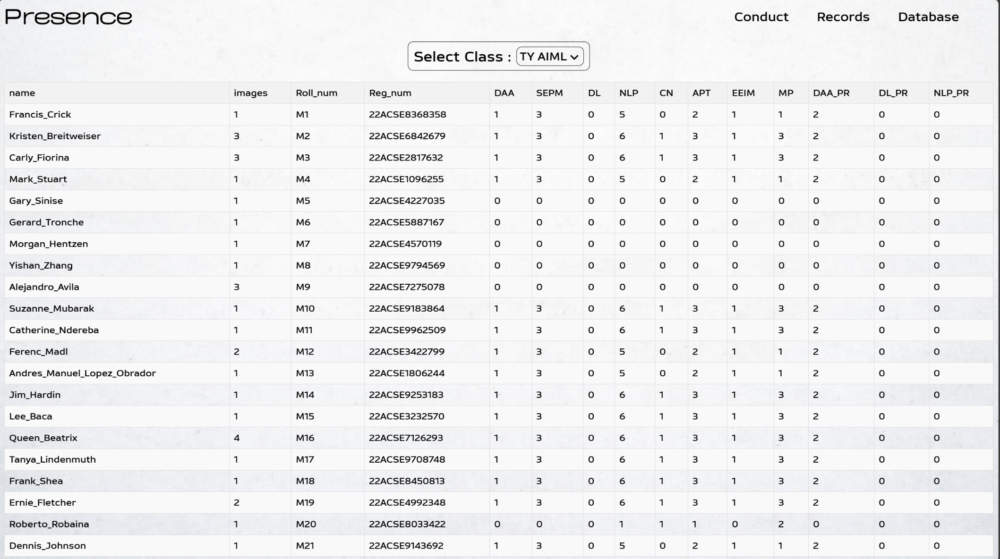 Presence
Conduct Records Database
Select Class : TY AIML
name images Roll_num Reg_num DAA SEPM DL NLP CN APT EEIM MP DAA_PR DL_PR NLP_PR
Francis_Crick 1 M1 22ACSE8368358 1 3 0 5 0 2 1 1 2 0 0
Kristen_Breitweiser 3 M2 22ACSE6842679 1 3 0 6 1 3 1 3 2 0 0
Carly_Fiorina 3 M3 22ACSE2817632 1 3 0 6 1 3 1 3 2 0 0
Mark_Stuart 1 M4 22ACSE1096255 1 3 0 5 0 2 1 1 2 0 0
Gary_Sinise 1 M5 22ACSE4227035 0 0 0 0 0 0 0 0 0 0 0
Gerard_Tronche 1 M6 22ACSE5887167 0 0 0 0 0 0 0 0 0 0 0
Morgan_Hentzen 1 M7 22ACSE4570119 0 0 0 0 0 0 0 0 0 0 0
Yishan_Zhang 1 M8 22ACSE9794569 0 0 0 0 0 0 0 0 0 0 0
Alejandro_Avila 3 M9 22ACSE7275078 0 0 0 0 0 0 0 0 0 0 0
Suzanne_Mubarak 1 M10 22ACSE9183864 1 3 0 6 1 3 1 3 2 0 0
Catherine_Ndereba 1 M11 22ACSE9962509 1 3 0 6 1 3 1 3 2 0 0
Ferenc_Madl 2 M12 22ACSE3422799 1 3 0 5 0 2 1 1 2 0 0
Andres_Manuel_Lopez_Obrador 1 M13 22ACSE1806244 1 3 0 5 0 2 1 1 2 0 0
Jim_Hardin 1 M14 22ACSE9253183 1 3 0 6 1 3 1 3 2 0 0
Lee_Baca 1 M15 22ACSE3232570 1 3 0 6 1 3 1 3 2 0 0
Queen_Beatrix 4 M16 22ACSE7126293 1 3 0 6 1 3 1 3 2 0 0
Tanya_Lindenmuth 1 M17 22ACSE9708748 1 3 0 6 1 3 1 3 2 0 0
Frank_Shea 1 M18 22ACSE8450813 1 3 0 6 1 3 1 3 2 0 0
Ernie_Fletcher 2 M19 22ACSE4992348 1 3 0 6 1 3 1 3 2 0 0
Roberto_Robaina 1 M20 22ACSE8033422 0 0 0 1 1 1 0 2 0 0 0
Dennis_Johnson 1 M21 22ACSE9143692 1 3 0 5 0 2 1 1 2 0 0